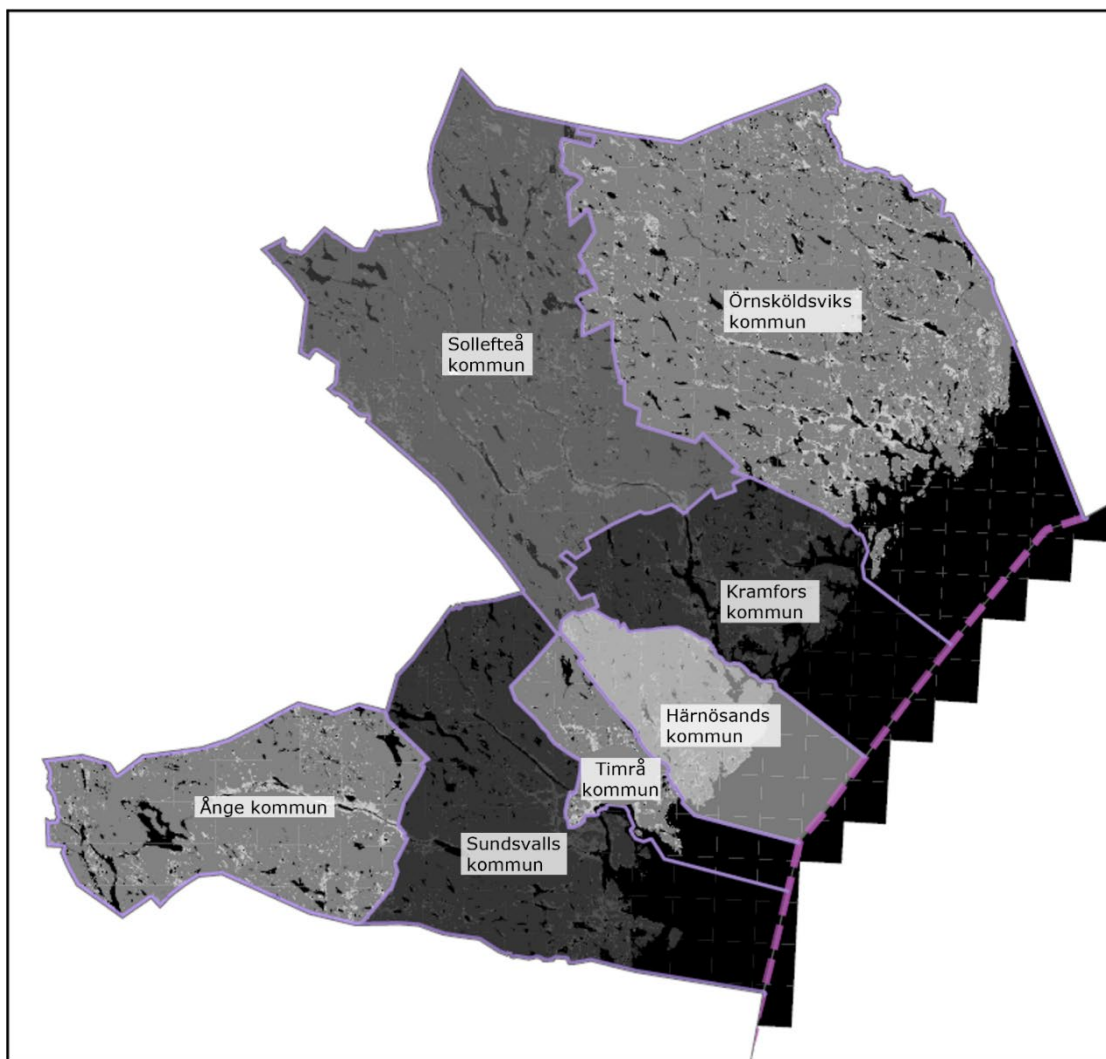 Örnsköldsviks
kommun
Sollefteå
kommun
Kramfors
kommun
Härnösands
kommun
Timrå
kommun
Ånge kommun
Sundsvalls
kommun